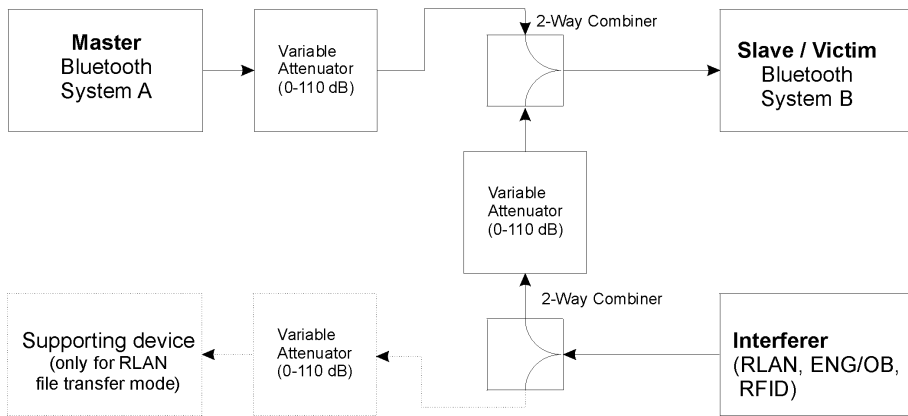 Master
Bluetooth
System A
Variable
Attenuator
(0-110 dB)
2-Way Combiner
Slave / Victim
Bluetooth
System B
Variable
Attenuator
(0-110 dB)
2-Way Combiner
Supporting device
(only for RLAN
file transfer mode)
Variable
Attenuator
(0-110 dB)
Interferer
(RLAN, ENG/OB,
RFID)